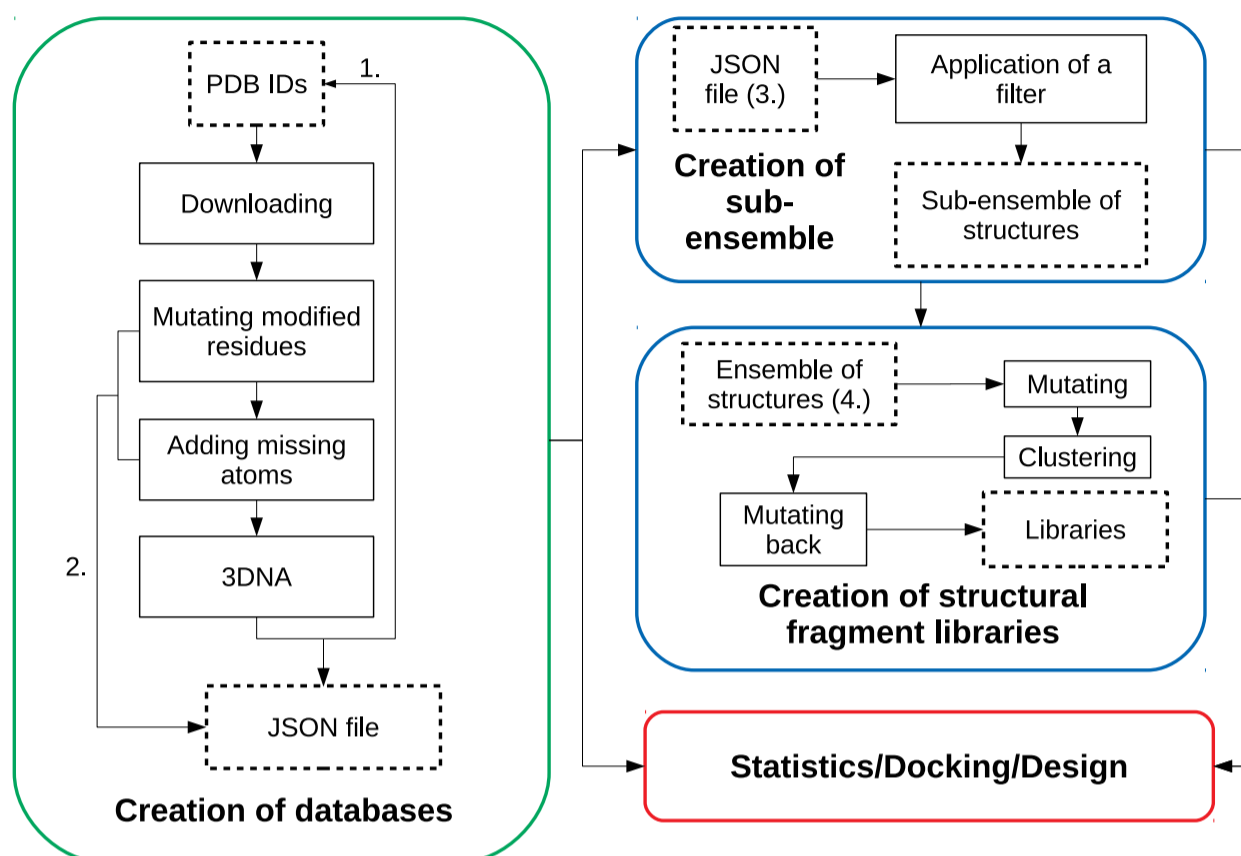 1.
PDB IDs
Downloading
Mutating modified
residues
Adding missing
atoms
2.
3DNA
JSON file
Creation of databases
JSON
file (3.)
Application of a
filter
Creation of
sub-
ensemble
Sub-ensemble of
structures
Ensemble of
structures (4.)
Mutating
Clustering
Mutating
back
Libraries
Creation of structural
fragment libraries
Statistics/Docking/Design